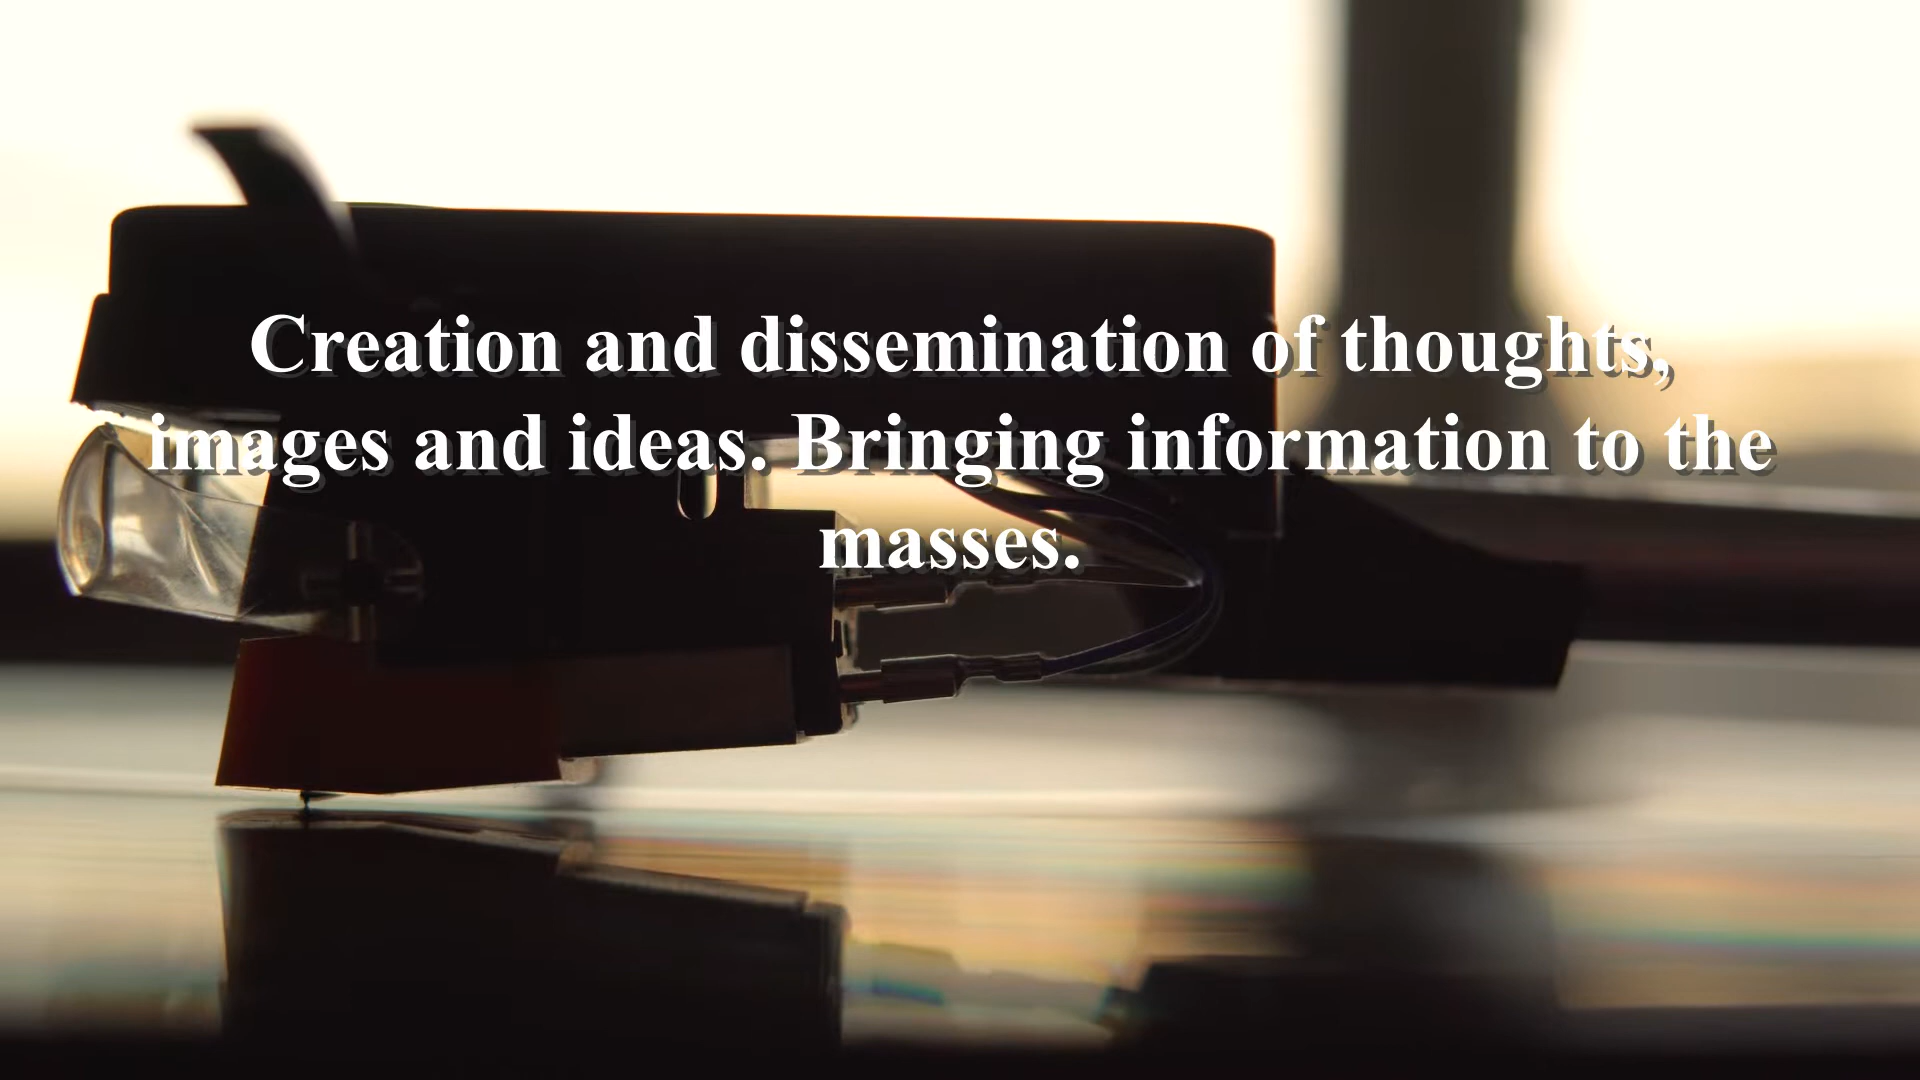 Creation and dissemination of thoughts,
images and ideas. Bringing information to the
masses.